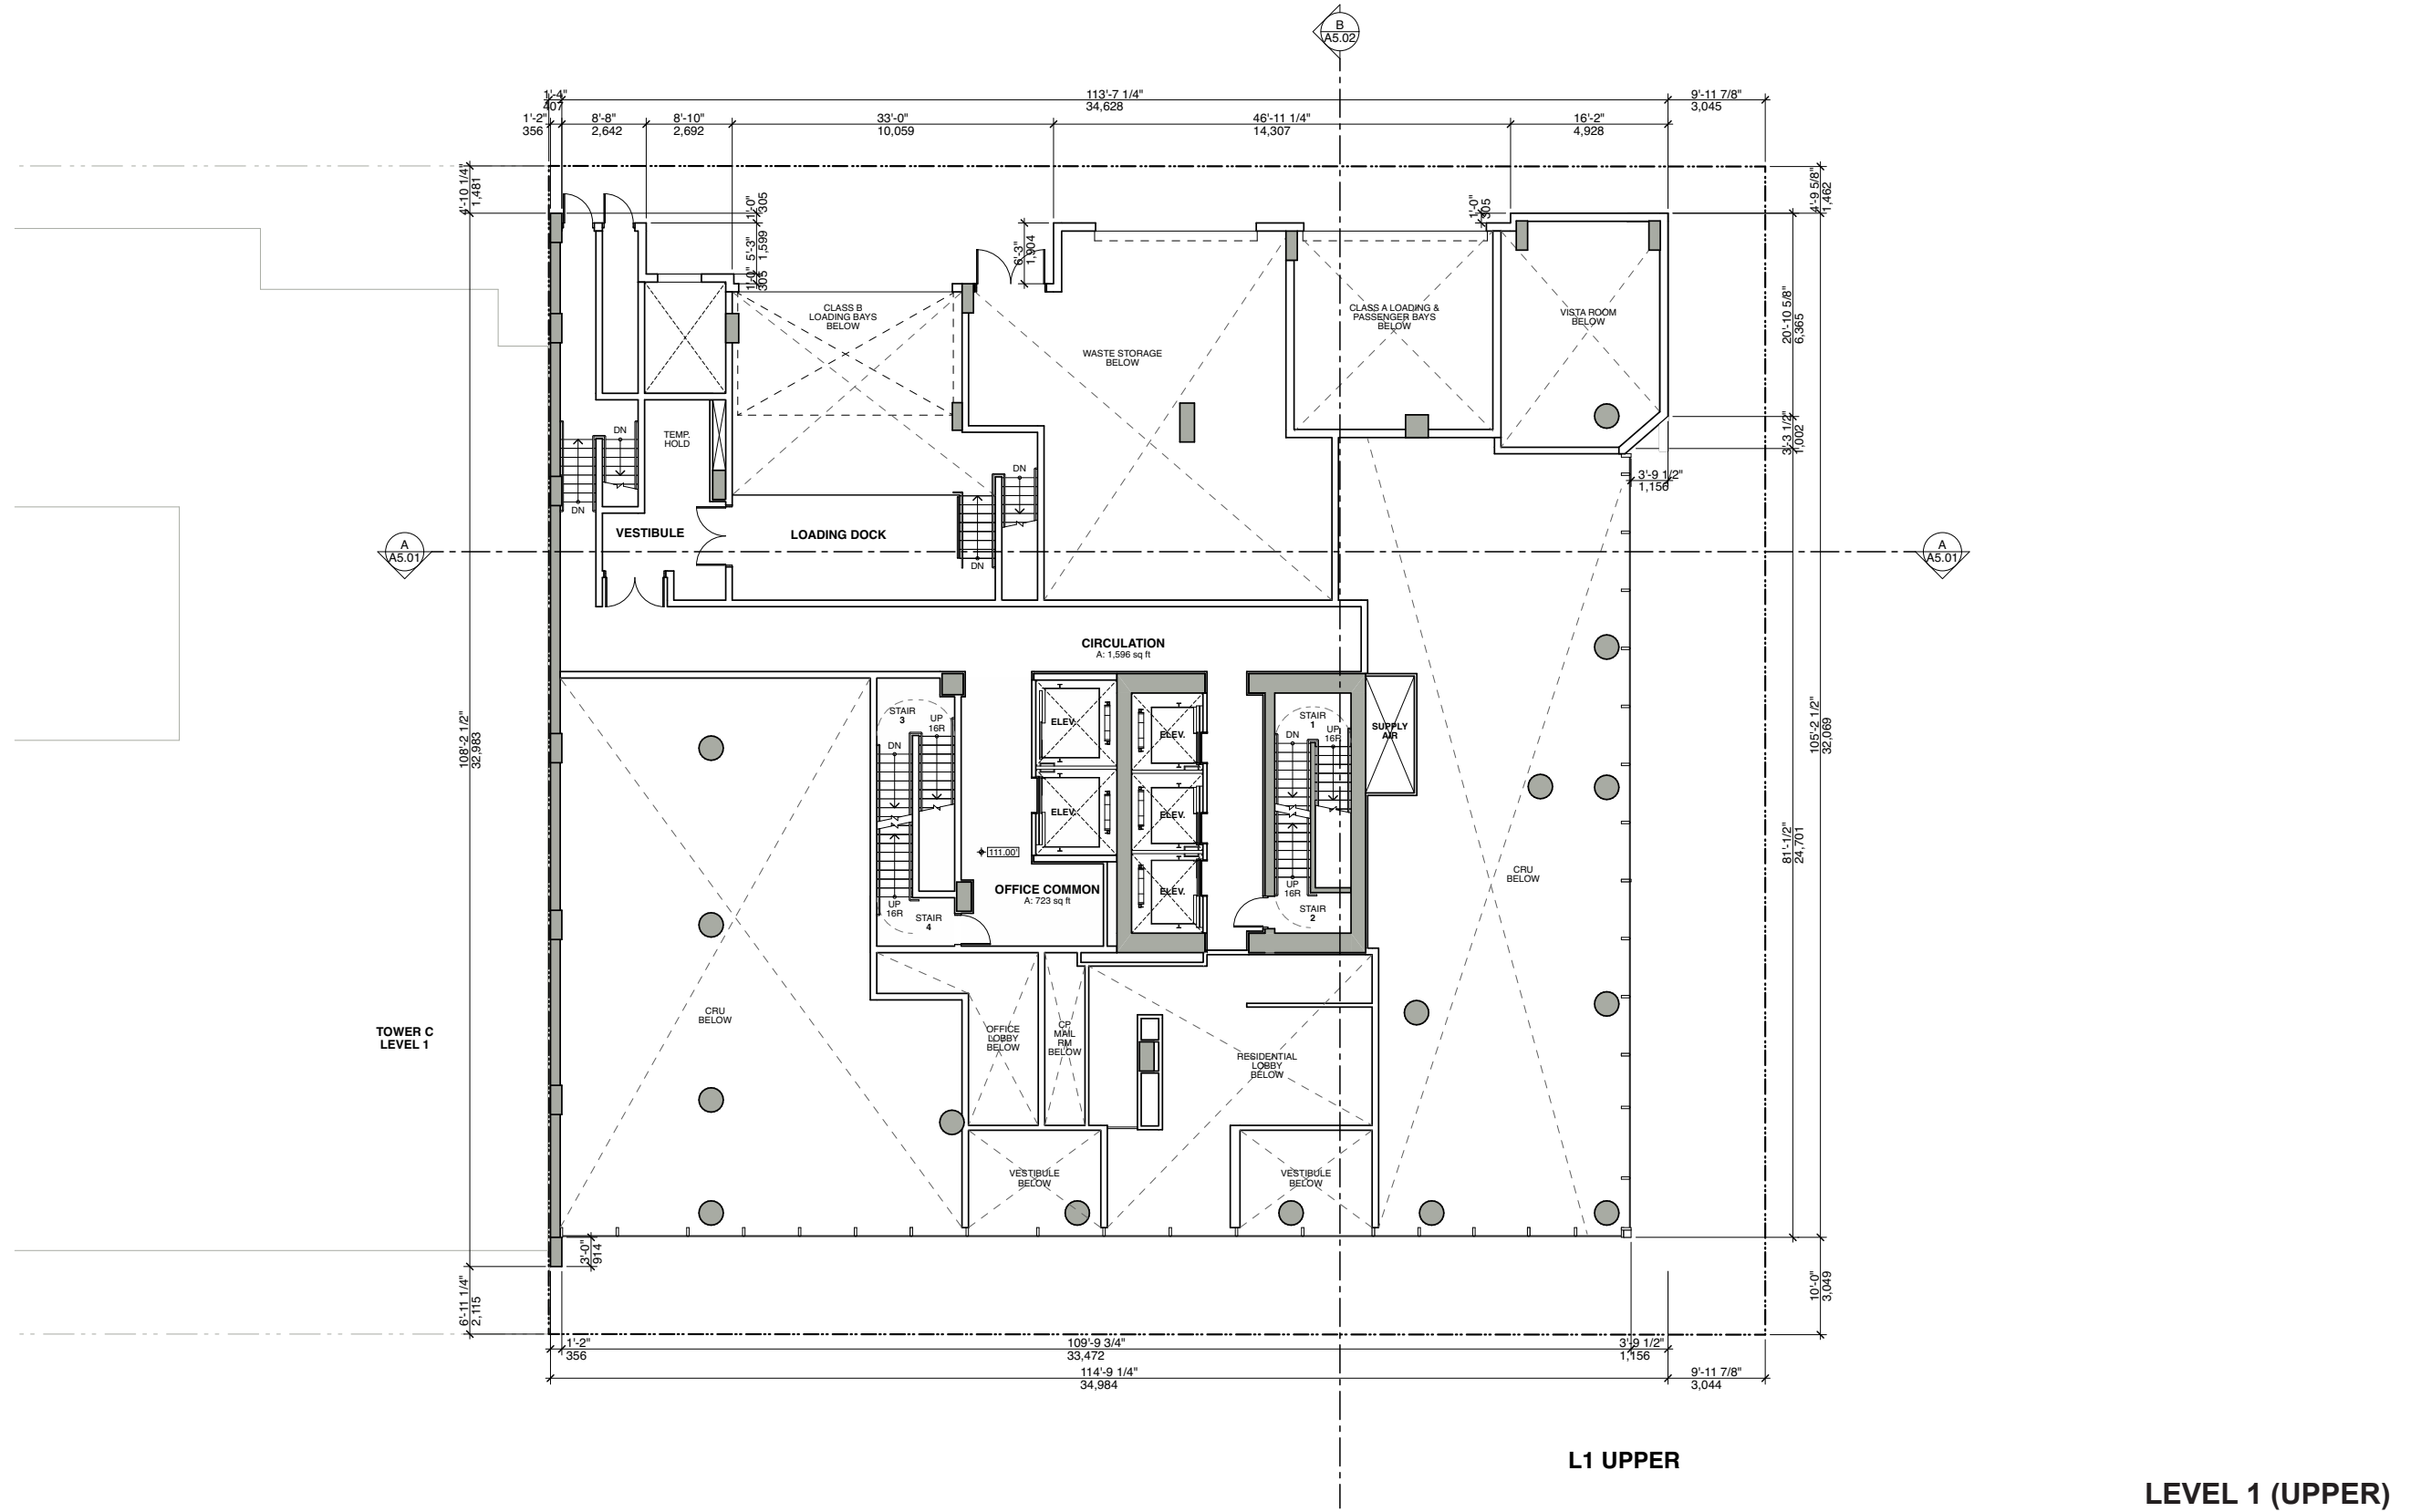 B
A5.02
1'-4"
407
113'-7 1/4"
34,628
9'-11 7/8"
3,045
1'-2"
356
8'-8"
2,642
8'-10"
2,692
33'-0"
10,059
46'-11 1/4"
14,307
16'-2"
4,928
4'-10 1/4"
1,481
1'-0"
305
5'-3"
1,599
1'-0"
305
6'-3"
1,904
1'-0"
305
4'-9 5/8"
1,462
CLASS B
LOADING BAYS
BELOW
WASTE STORAGE
BELOW
CLASS A LOADING &
PASSENGER BAYS
BELOW
VISTA ROOM
BELOW
20'-10 5/8"
6,365
3'-3 1/2"
1,002
3'-9 1/2"
1,156
DN
TEMP.
HOLD
DN
DN
VESTIBULE
LOADING DOCK
DN
A
A5.01
A
A5.01
CIRCULATION
A: 1,596 sq ft
108'-2 1/2"
32,983
105'-2 1/2"
32,069
81'-1/2"
24,701
STAIR
3
UP
16R
DN
ELEV.
ELEV.
STAIR
1
DN
UP
16R
SUPPLY
AIR
ELEV.
ELEV.
111.00'
OFFICE COMMON
A: 723 sq ft
ELEV.
UP
16R
STAIR
4
UP
16R
STAIR
2
CRU
BELOW
CRU
BELOW
TOWER C
LEVEL 1
OFFICE
LOBBY
BELOW
CP
MAIL
RM
BELOW
RESIDENTIAL
LOBBY
BELOW
VESTIBULE
BELOW
VESTIBULE
BELOW
3'-0"
914
6'-11 1/4"
2,115
10'-0"
3,049
1'-2"
356
109'-9 3/4"
33,472
3'-9 1/2"
1,156
114'-9 1/4"
34,984
9'-11 7/8"
3,044
L1 UPPER
LEVEL 1 (UPPER)